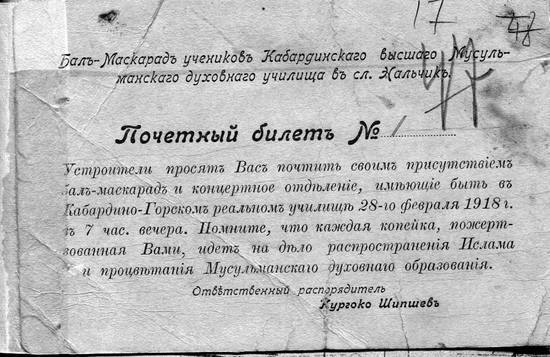 17 48
Балъ-Маскарадъ учениковъ Кабардинскаго высшаго Мусуль-
манскаго духовнаго училища въ сл. Нальчикъ.
Почетный билетъ №
Устроители просятъ Васъ почтить своимъ присутствіемъ
балъ-маскарадъ и концертное отдѣленіе, имѣющіе быть въ
Кабардино-Горскомъ реальномъ училищѣ 28-го февраля 1918 г.
въ 7 час. вечера. Помните, что каждая копейка, пожерт-
вованная Вами, идетъ на дѣло распространенія Ислама
и процвѣтанія Мусульманскаго духовнаго образованія.
Отвѣтственный распорядитель
Кургоко Шипшевъ